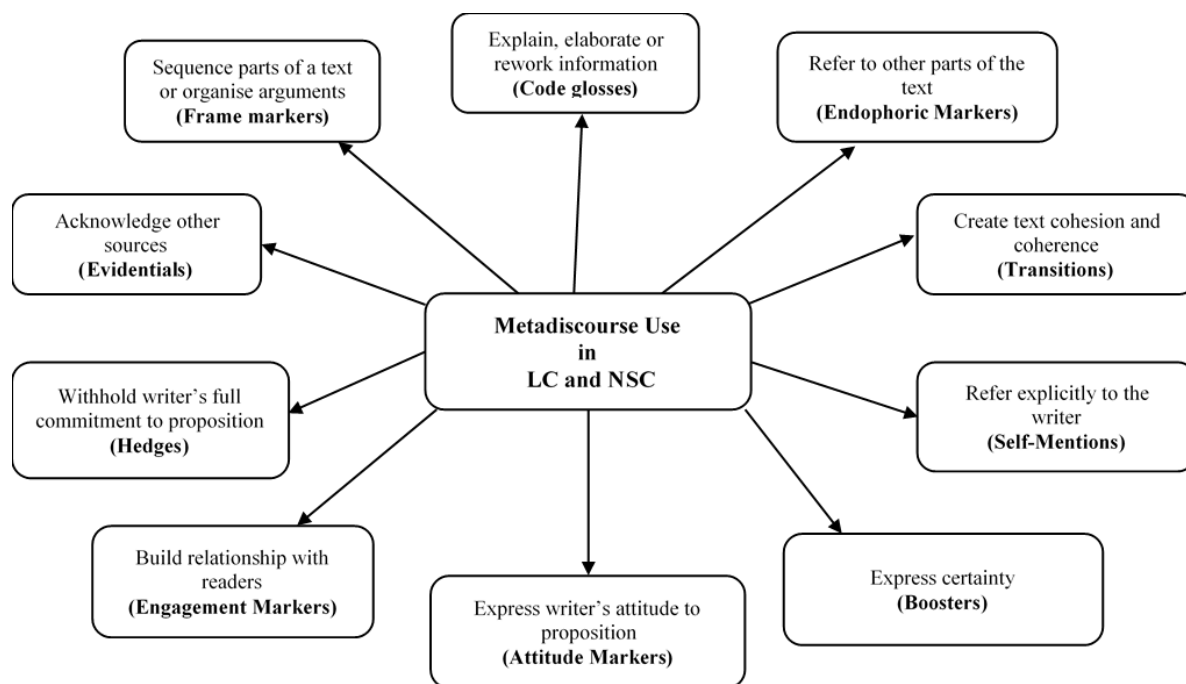 Sequence parts of a text
or organise arguments
(Frame markers)
Explain, elaborate or
rework information
(Code glosses)
Refer to other parts of the
text
(Endophoric Markers)
Acknowledge other
sources
(Evidentials)
Create text cohesion and
coherence
(Transitions)
Metadiscourse Use
in
LC and NSC
Withhold writer's full
commitment to proposition
(Hedges)
Refer explicitly to the
writer
(Self-Mentions)
Build relationship with
readers
(Engagement Markers)
Express writer's attitude to
proposition
(Attitude Markers)
Express certainty
(Boosters)